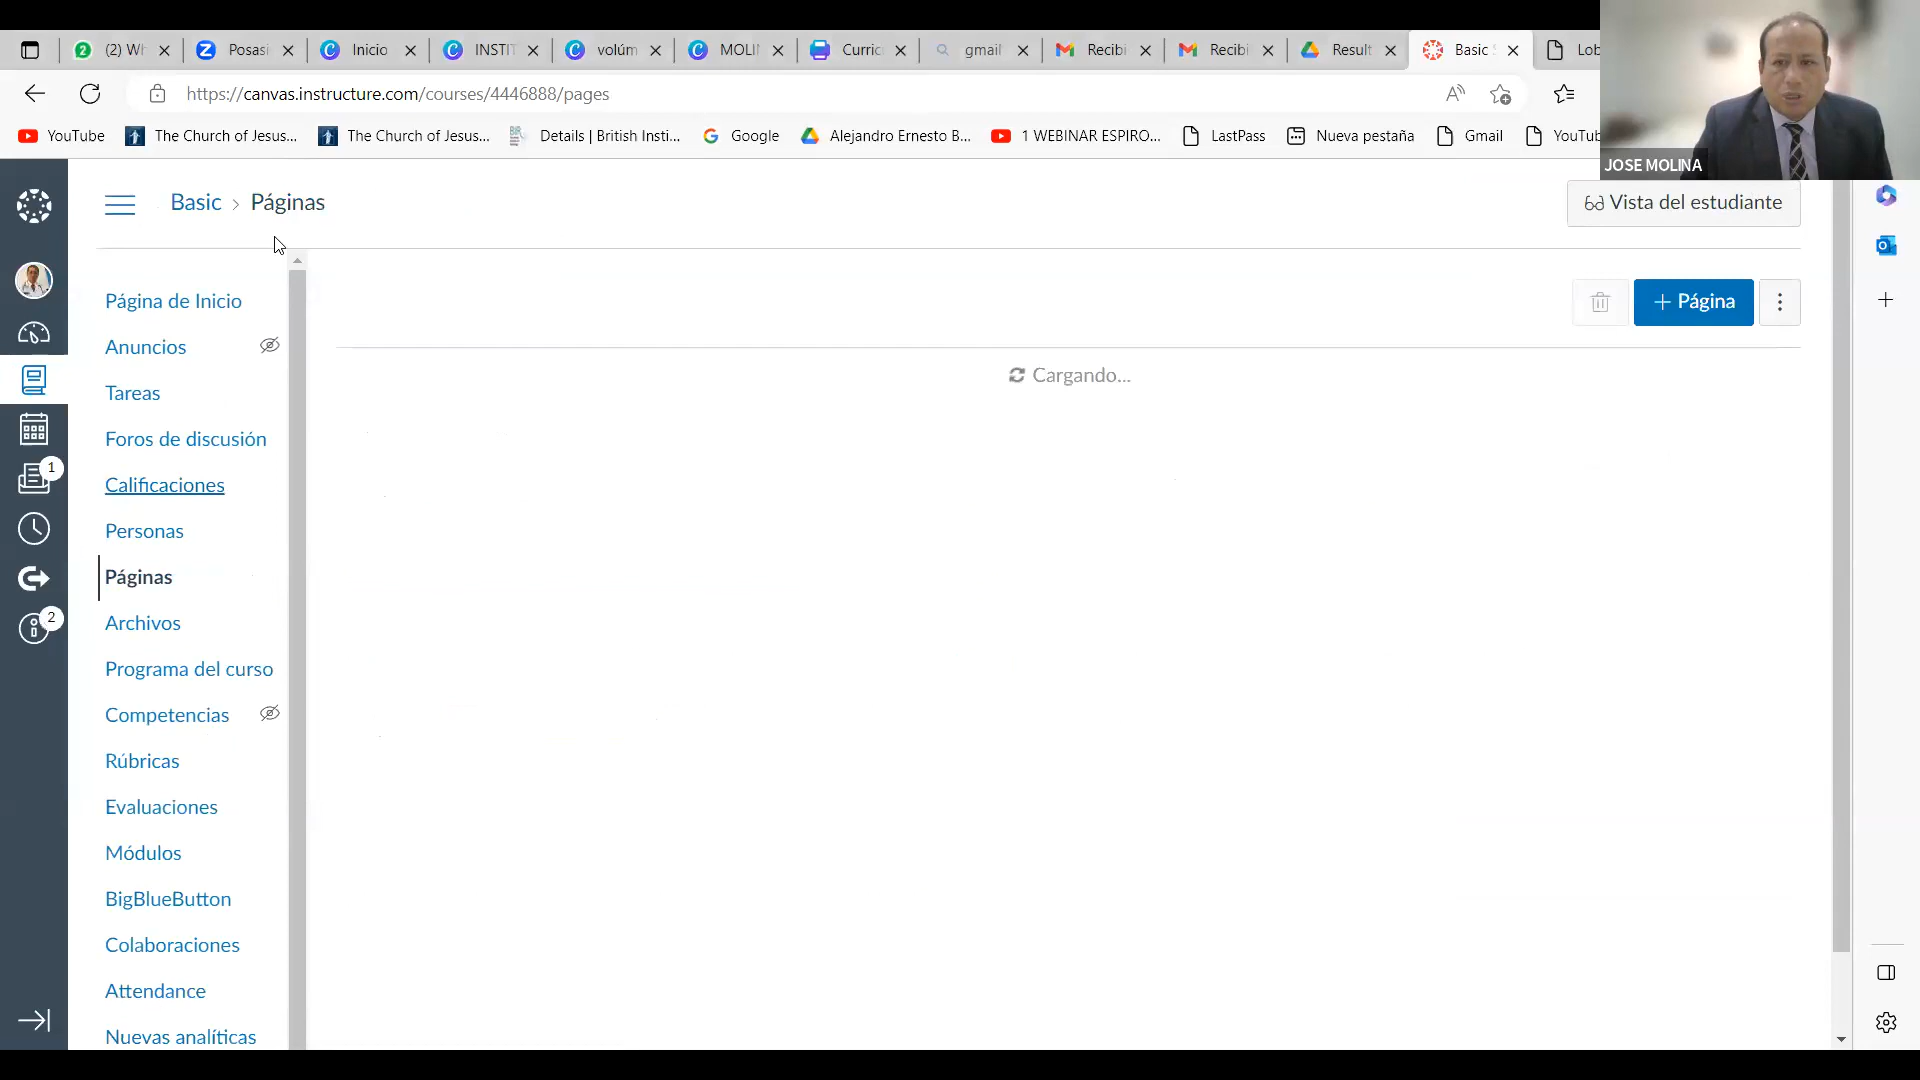 2
(2) Wh
Posasi
Inicio
INSTIT
volúm
MOLI
Curric
gmail
Recibi
Recibi
Result
Basic
Lob
https://canvas.instructure.com/courses/4446888/pages
YouTube
The Church of Jesus...
The Church of Jesus...
Details | British Insti...
Google
Alejandro Ernesto B...
1 WEBINAR ESPIRO...
LastPass
Nueva pestaña
Gmail
YouTub
JOSE MOLINA
Basic > Páginas
Vista del estudiante
Página de Inicio
+ Página
Anuncios
Cargando...
Tareas
Foros de discusión
1
Calificaciones
Personas
Páginas
2
Archivos
Programa del curso
Competencias
Rúbricas
Evaluaciones
Módulos
BigBlueButton
Colaboraciones
Attendance
Nuevas analíticas